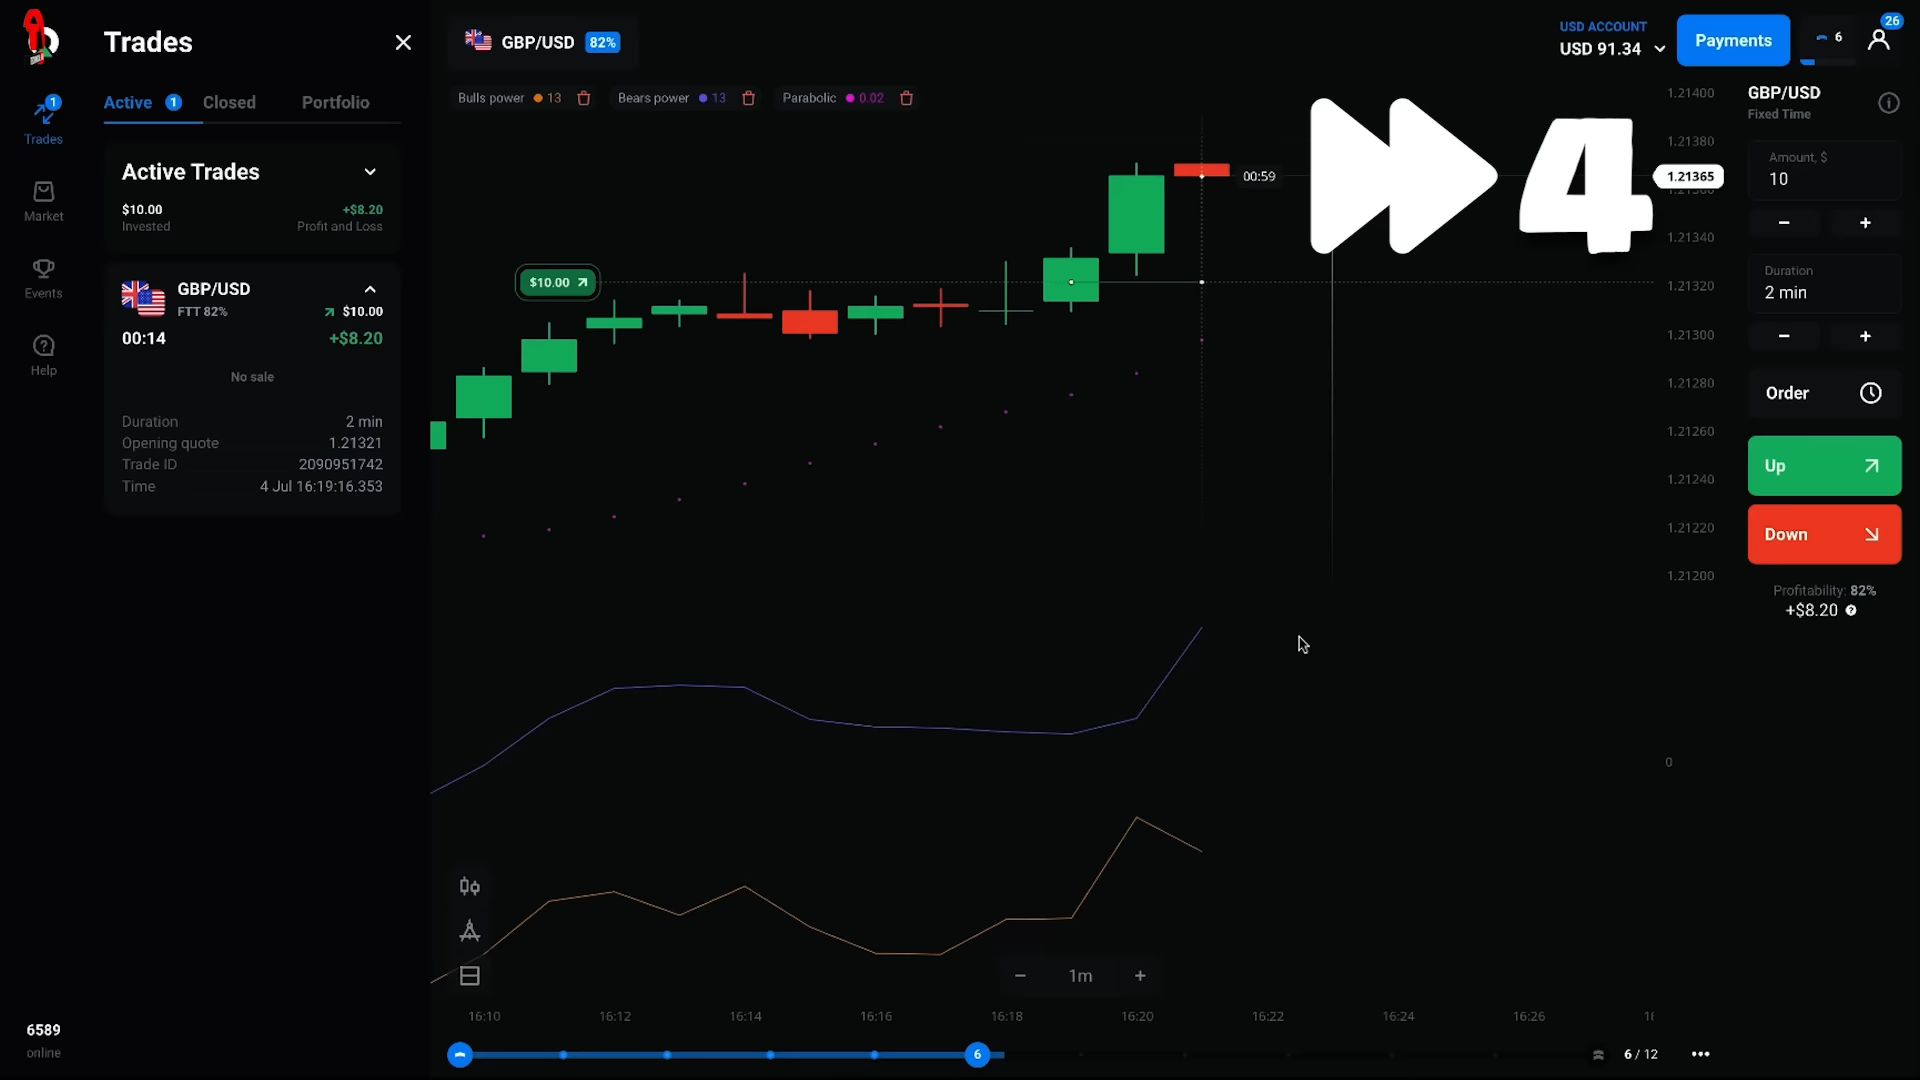 Trades
GBP/USD 82%
USD ACCOUNT
USD 91.34
Payments
6
26
1
Trades
Market
Events
Help
Active 1 Closed Portfolio
Active Trades
$10.00 +$8.20
Invested Profit and Loss
GBP/USD
FTT 82% $10.00
00:14 +$8.20
No sale
Duration 2 min
Opening quote 1.21321
Trade ID 2090951742
Time 4 Jul 16:19:16.353
6589
online
Bulls power 13 Bears power 13 Parabolic 0.02
$10.00
00:59
4
1.21400
1.21380
1.21365
1.21340
1.21320
1.21300
1.21280
1.21260
1.21240
1.21220
1.21200
0
− 1m +
16:10 16:12 16:14 16:16 16:18 16:20 16:22 16:24 16:26
6
6 / 12
GBP/USD
Fixed Time
Amount, $
10
− +
Duration
2 min
− +
Order
Up
Down
Profitability: 82%
+$8.20